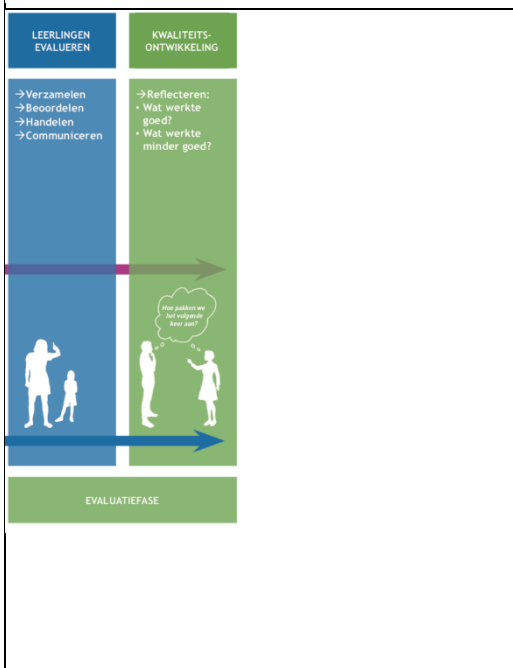 LEERLINGEN
EVALUEREN
KWALITEITS-
ONTWIKKELING
→Verzamelen
→Beoordelen
→Handelen
→Communiceren
→Reflecteren:
• Wat werkte
goed?
• Wat werkte
minder goed?
Hoe pakken we
het volgende
keer aan?
EVALUATIEFASE